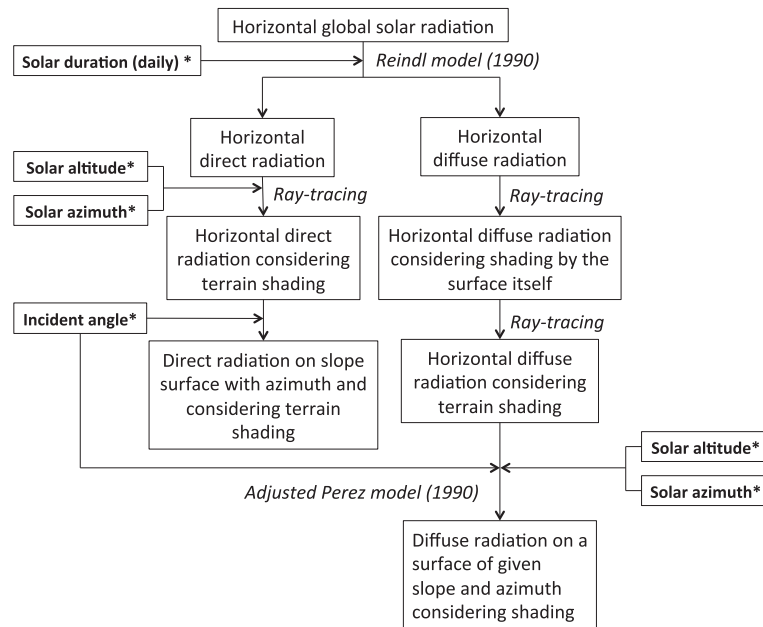 Horizontal global solar radiation
Solar duration (daily) *
Reindl model (1990)
Horizontal
direct radiation
Horizontal
diffuse radiation
Solar altitude*
Solar azimuth*
Ray-tracing
Ray-tracing
Horizontal direct
radiation considering
terrain shading
Horizontal diffuse radiation
considering shading by the
surface itself
Incident angle*
Ray-tracing
Direct radiation on slope
surface with azimuth and
considering terrain
shading
Horizontal diffuse
radiation considering
terrain shading
Solar altitude*
Solar azimuth*
Adjusted Perez model (1990)
Diffuse radiation on a
surface of given
slope and azimuth
considering shading